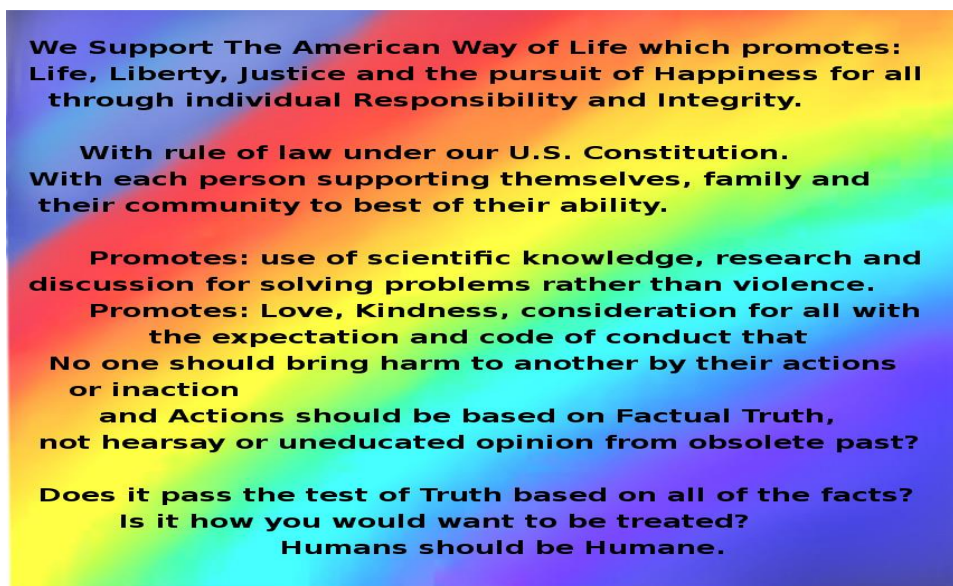 We Support The American Way of Life which promotes:
Life, Liberty, Justice and the pursuit of Happiness for all
through individual Responsibility and Integrity.
With rule of law under our U.S. Constitution.
With each person supporting themselves, family and
their community to best of their ability.
Promotes: use of scientific knowledge, research and
discussion for solving problems rather than violence.
Promotes: Love, Kindness, consideration for all with
the expectation and code of conduct that
No one should bring harm to another by their actions
or inaction
and Actions should be based on Factual Truth,
not hearsay or uneducated opinion from obsolete past?
Does it pass the test of Truth based on all of the facts?
Is it how you would want to be treated?
Humans should be Humane.